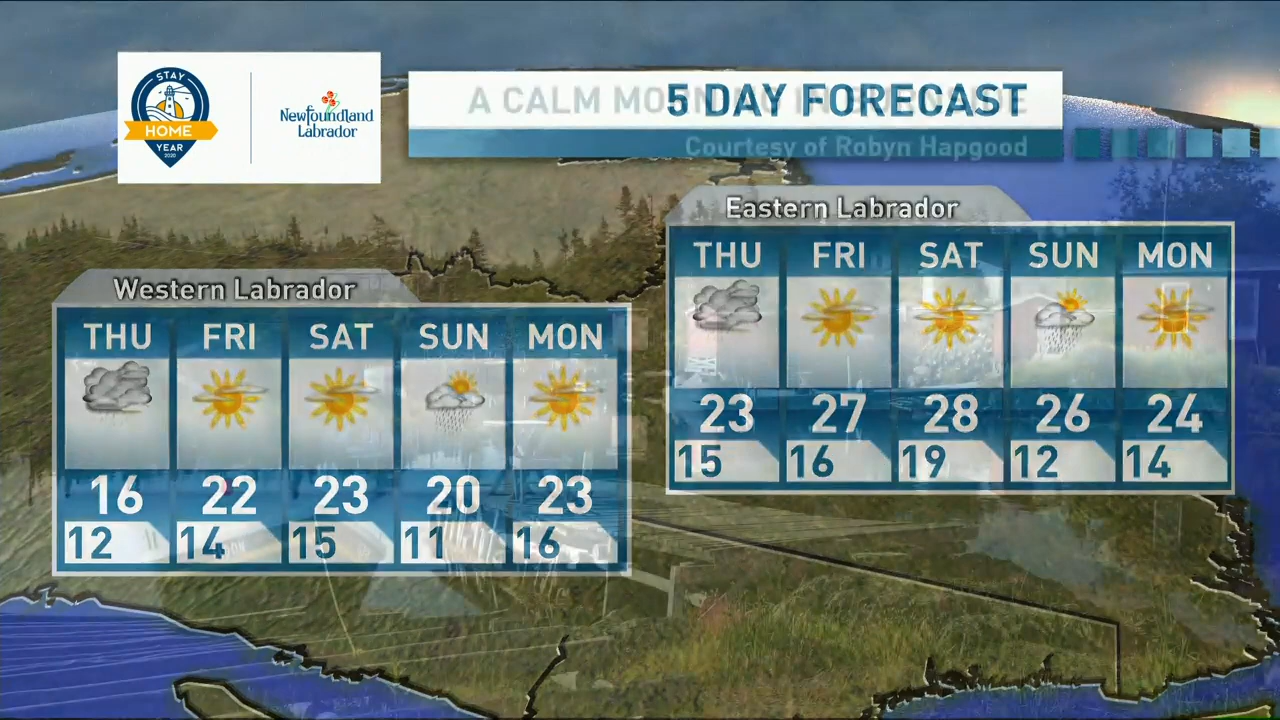 STAY
HOME
YEAR
2020
Newfoundland
Labrador
5 DAY FORECAST
A CALM MO
Courtesy of Robyn Hapgood
Eastern Labrador
THU FRI SAT SUN MON
23 27 28 26 24
15 16 19 12 14
Western Labrador
THU FRI SAT SUN MON
16 22 23 20 23
12 14 15 11 16